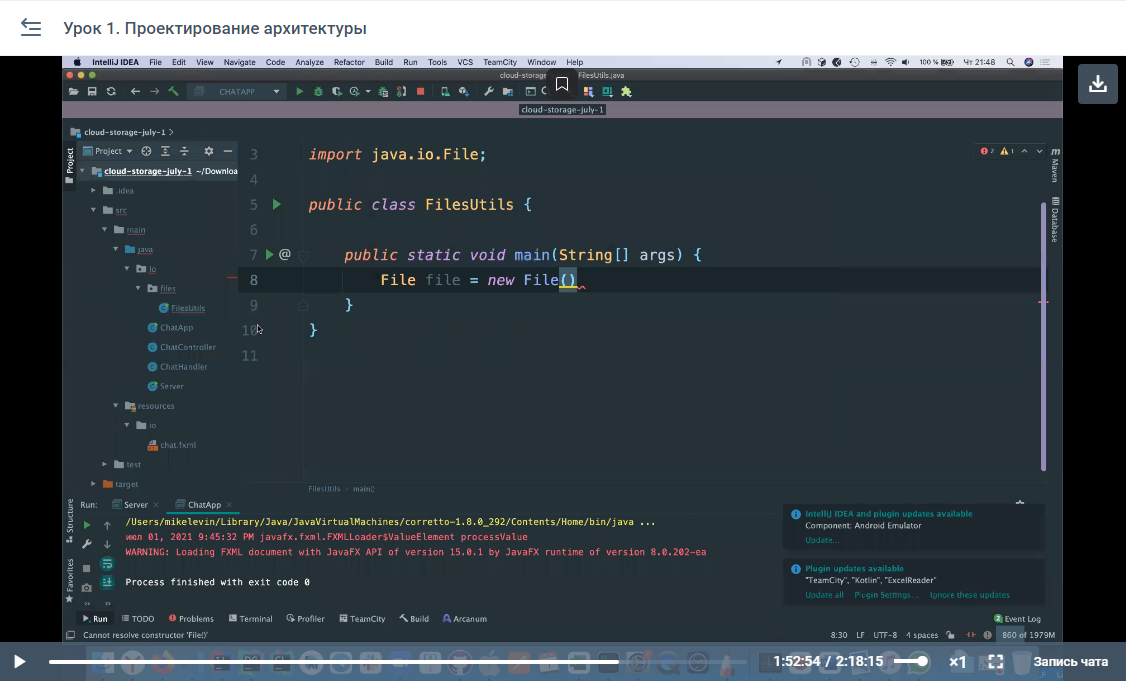 Урок 1. Проектирование архитектуры
IntelliJ IDEA File Edit View Navigate Code Analyze Refactor Build Run Tools VCS TeamCity Window Help
100 % Чт 21:48
cloud-storage FilesUtils.java
CHATAPP
cloud-storage-july-1
cloud-storage-july-1
Project
Project
cloud-storage-july-1 ~/Downloa
.idea
src
main
java
io
files
FilesUtils
ChatApp
ChatController
ChatHandler
Server
resources
io
chat.fxml
test
target
3 import java.io.File;
4
5 public class FilesUtils {
6
7 @ public static void main(String[] args) {
8 File file = new File()
9 }
10 }
11
2 1
Maven
Database
FilesUtils main()
Structure
Favorites
Run: Server ChatApp
/Users/mikelevin/Library/Java/JavaVirtualMachines/corretto-1.8.0_292/Contents/Home/bin/java ...
июл 01, 2021 9:45:32 PM javafx.fxml.FXMLLoader$ValueElement processValue
WARNING: Loading FXML document with JavaFX API of version 15.0.1 by JavaFX runtime of version 8.0.202-ea
Process finished with exit code 0
IntelliJ IDEA and plugin updates available
Component: Android Emulator
Update...
Plugin updates available
"TeamCity", "Kotlin", "ExcelReader"
Update all Plugin Settings... Ignore these updates
Run TODO Problems Terminal Profiler TeamCity Build Arcanum 2 Event Log
Cannot resolve constructor 'File()' 8:30 LF UTF-8 4 spaces 860 of 1979M
1:52:54 / 2:18:15 ×1 Запись чата